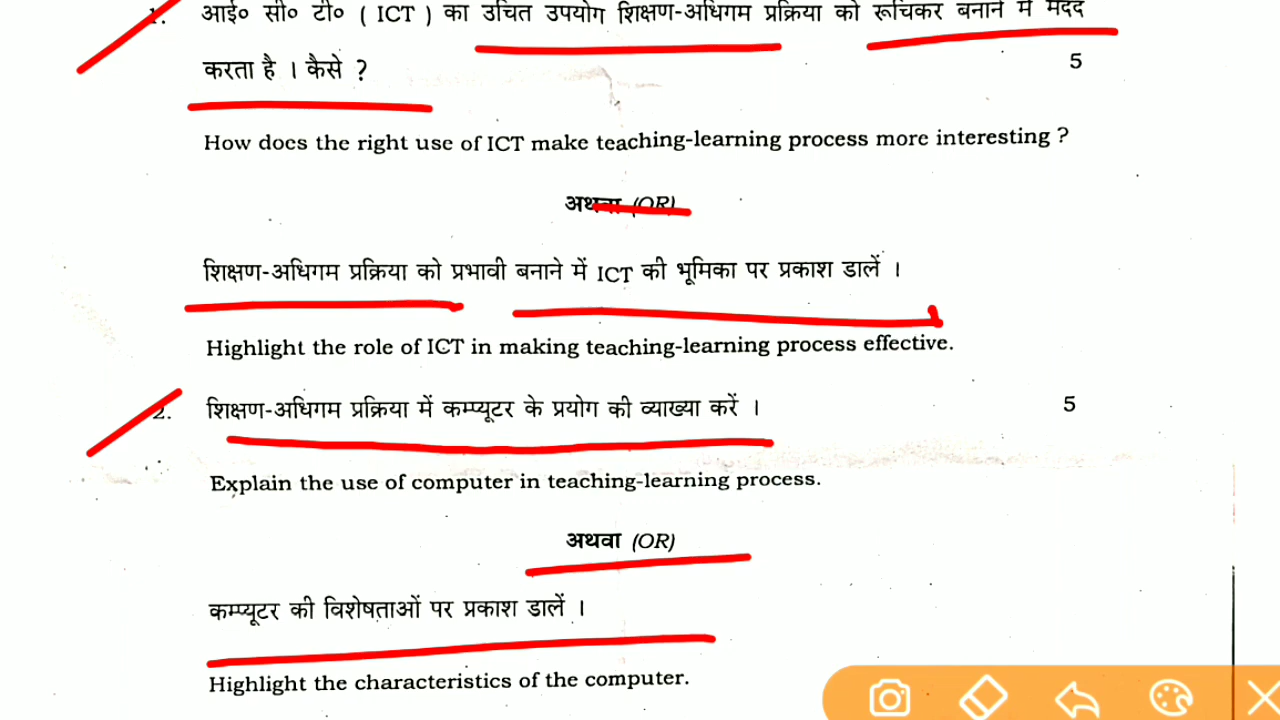 1. आई० सी० टी० ( ICT ) का उचित उपयोग शिक्षण-अधिगम प्रक्रिया को रूचिकर बनाने में मदद
करता है । कैसे ? 5
How does the right use of ICT make teaching-learning process more interesting ?
अथवा (OR)
शिक्षण-अधिगम प्रक्रिया को प्रभावी बनाने में ICT की भूमिका पर प्रकाश डालें ।
Highlight the role of ICT in making teaching-learning process effective.
2. शिक्षण-अधिगम प्रक्रिया में कम्प्यूटर के प्रयोग की व्याख्या करें । 5
Explain the use of computer in teaching-learning process.
अथवा (OR)
कम्प्यूटर की विशेषताओं पर प्रकाश डालें ।
Highlight the characteristics of the computer.